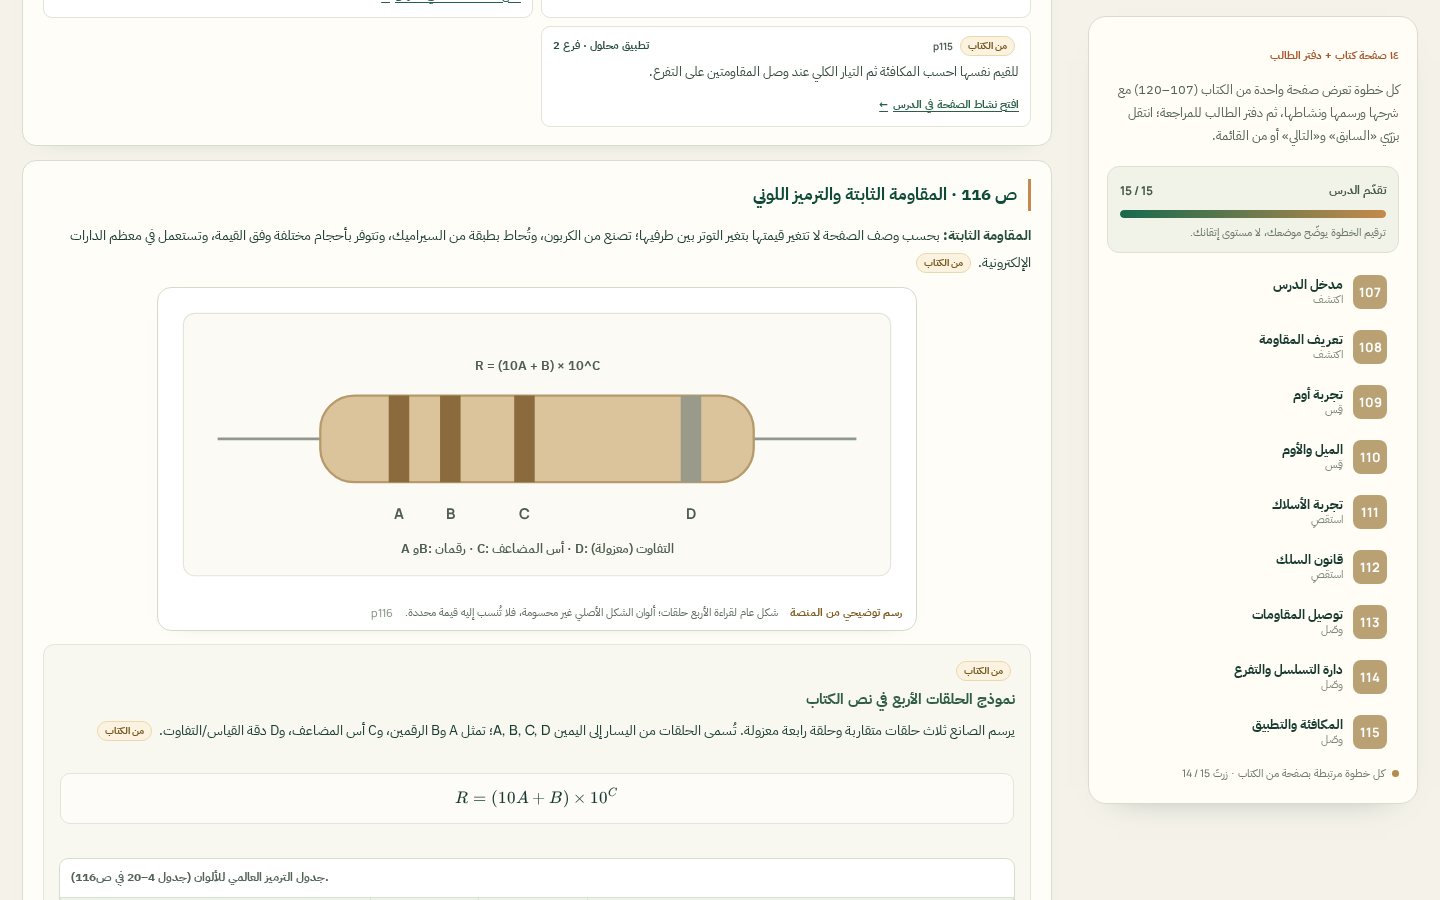 ١٤ صفحة كتاب + دفتر الطالب
كل خطوة تعرض صفحة واحدة من الكتاب (107–120) مع
شرحها ورسمها ونشاطها، ثم دفتر الطالب للمراجعة؛ انتقل
بزرّي «السابق» و«التالي» أو من القائمة.
تقدّم الدرس 15 / 15
ترقيم الخطوة يوضّح موضعك، لا مستوى إتقانك.
107 مدخل الدرس
اكتشف
108 تعريف المقاومة
اكتشف
109 تجربة أوم
قِس
110 الميل والأوم
قِس
111 تجربة الأسلاك
استقصِ
112 قانون السلك
استقصِ
113 توصيل المقاومات
وصّل
114 دارة التسلسل والتفرع
وصّل
115 المكافئة والتطبيق
وصّل
كل خطوة مرتبطة بصفحة من الكتاب · زرتَ 15 / 14
من الكتاب p115 تطبيق محلول · فرع 2
للقيم نفسها احسب المكافئة ثم التيار الكلي عند وصل المقاومتين على التفرع.
افتح نشاط الصفحة في الدرس ←
ص 116 · المقاومة الثابتة والترميز اللوني
المقاومة الثابتة: بحسب وصف الصفحة لا تتغير قيمتها بتغير التوتر بين طرفيها؛ تصنع من الكربون، وتُحاط بطبقة من السيراميك، وتتوفر بأحجام مختلفة وفق القيمة، وتستعمل في معظم الدارات
الإلكترونية. من الكتاب
R = (10A + B) × 10^C
A B C D
التفاوت (معزولة) :D · أس المضاعف :C · رقمان :Bو A
رسم توضيحي من المنصة شكل عام لقراءة الأربع حلقات؛ ألوان الشكل الأصلي غير محسومة، فلا تُنسب إليه قيمة محددة. p116
من الكتاب
نموذج الحلقات الأربع في نص الكتاب
يرسم الصانع ثلاث حلقات متقاربة وحلقة رابعة معزولة. تُسمى الحلقات من اليسار إلى اليمين A, B, C, D؛ تمثل A وB الرقمين، وC أس المضاعف، وD دقة القياس/التفاوت. من الكتاب
R = (10A + B) × 10^C
جدول الترميز العالمي للألوان (جدول 4–20 في ص116).